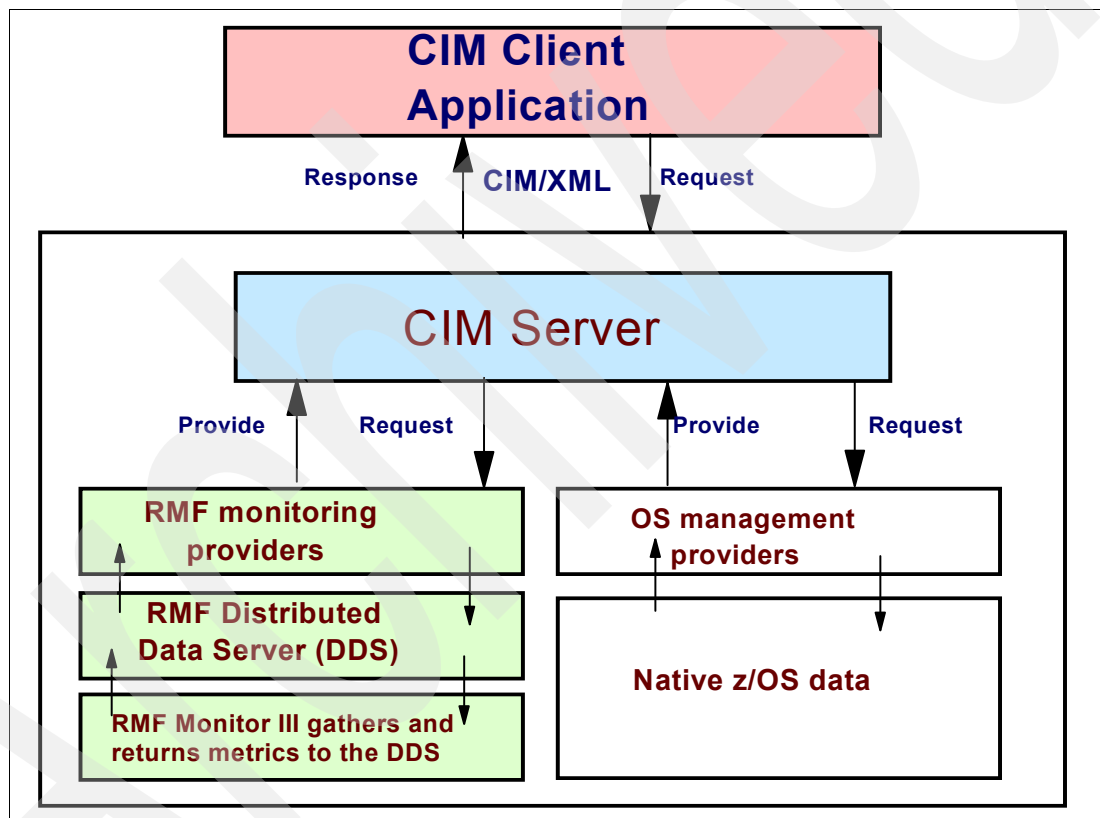 CIM Client
Application
Response
CIM/XML
Request
CIM Server
Provide
Request
Provide
Request
RMF monitoring
providers
OS management
providers
RMF Distributed
Data Server (DDS)
Native z/OS data
RMF Monitor III gathers and
returns metrics to the DDS